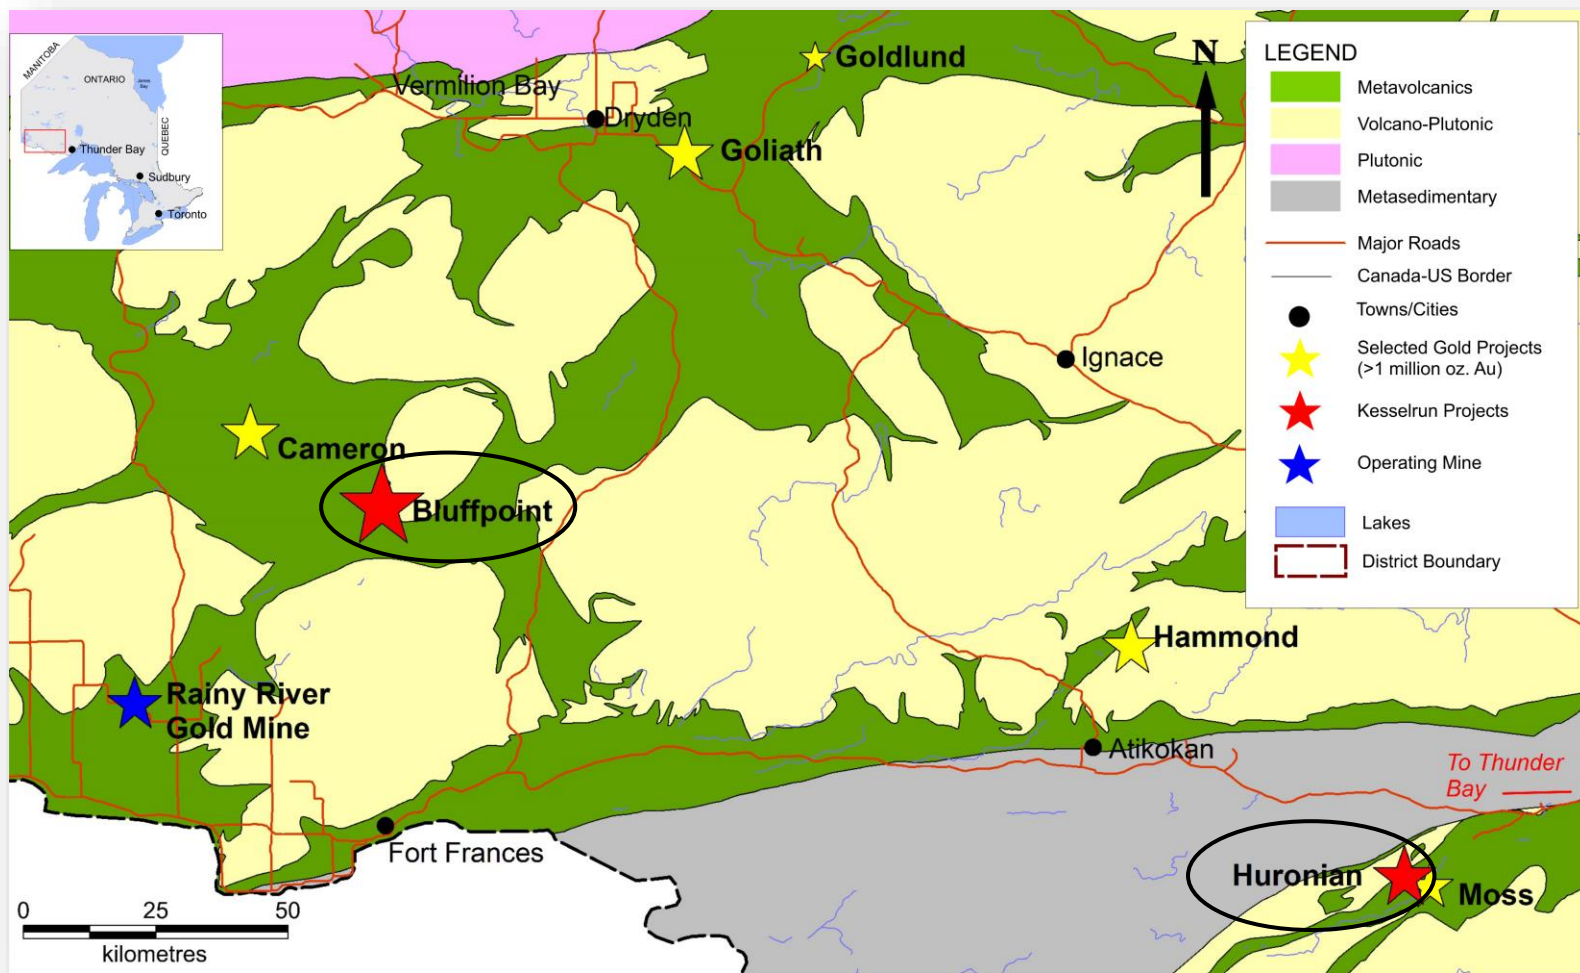 MANITOBA
ONTARIO
James
Bay
QUEBEC
Thunder Bay
Sudbury
Toronto
Vermilion Bay
Dryden
Goldlund
Goliath
N
Ignace
Cameron
Bluffpoint
Hammond
Rainy River
Gold Mine
Atikokan
To Thunder
Bay
Fort Frances
Huronian
Moss
0 25 50
kilometres
LEGEND
Metavolcanics
Volcano-Plutonic
Plutonic
Metasedimentary
Major Roads
Canada-US Border
Towns/Cities
Selected Gold Projects
(>1 million oz. Au)
Kesselrun Projects
Operating Mine
Lakes
District Boundary